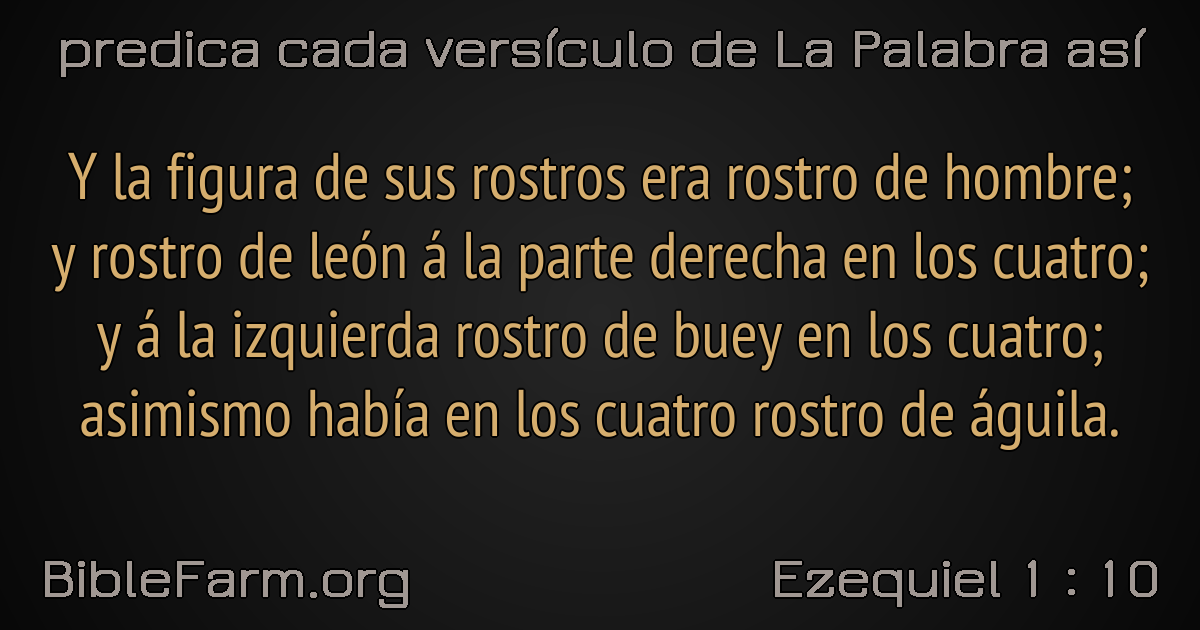 predica cada versículo de La Palabra así
Y la figura de sus rostros era rostro de hombre;
y rostro de león á la parte derecha en los cuatro;
y á la izquierda rostro de buey en los cuatro;
asimismo había en los cuatro rostro de águila.
BibleFarm.org
Ezequiel 1 : 10